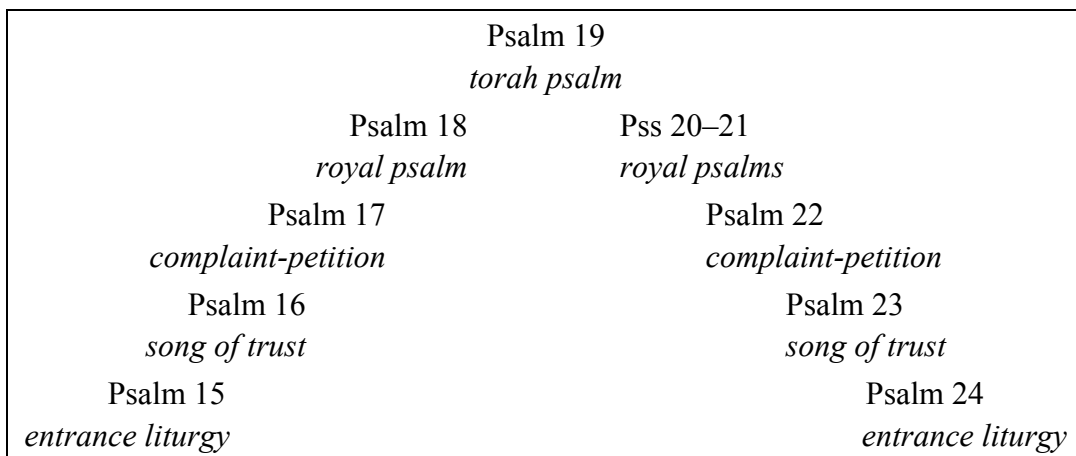 Psalm 19
torah psalm
Psalm 18 Pss 20–21
royal psalm royal psalms
Psalm 17 Psalm 22
complaint-petition complaint-petition
Psalm 16 Psalm 23
song of trust song of trust
Psalm 15 Psalm 24
entrance liturgy entrance liturgy